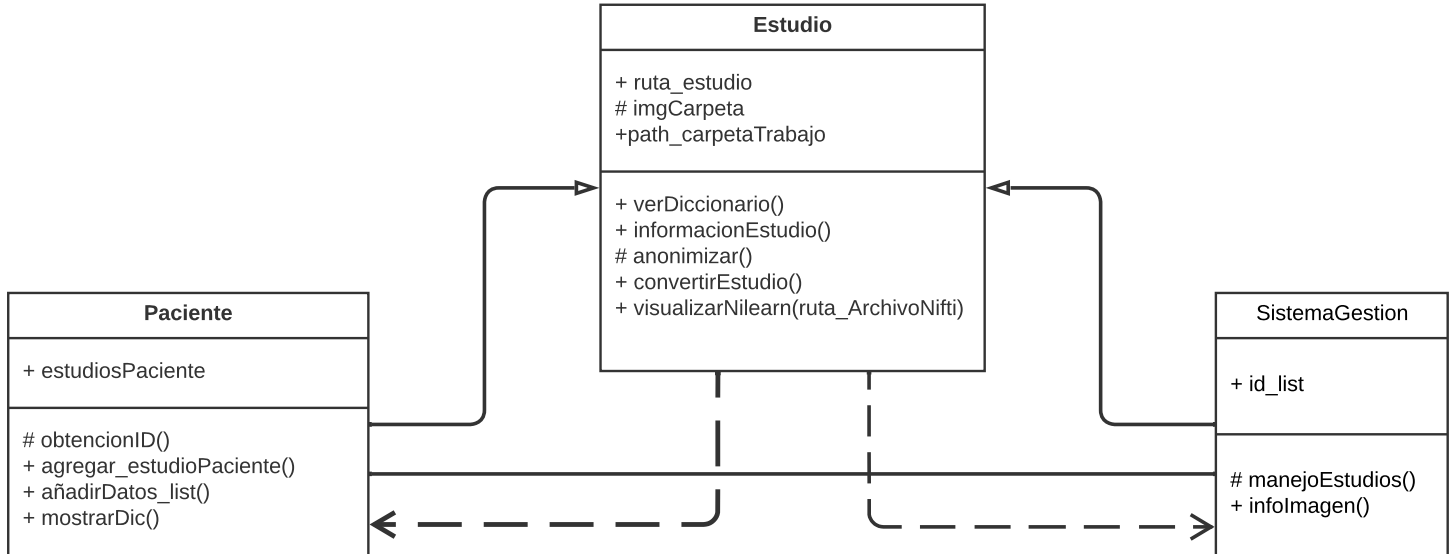 Estudio
+ ruta_estudio
# imgCarpeta
+path_carpetaTrabajo
+ verDiccionario()
+ informacionEstudio()
# anonimizar()
+ convertirEstudio()
+ visualizarNilearn(ruta_ArchivoNifti)
Paciente
+ estudiosPaciente
# obtencionID()
+ agregar_estudioPaciente()
+ añadirDatos_list()
+ mostrarDic()
SistemaGestion
+ id_list
# manejoEstudios()
+ infoImagen()